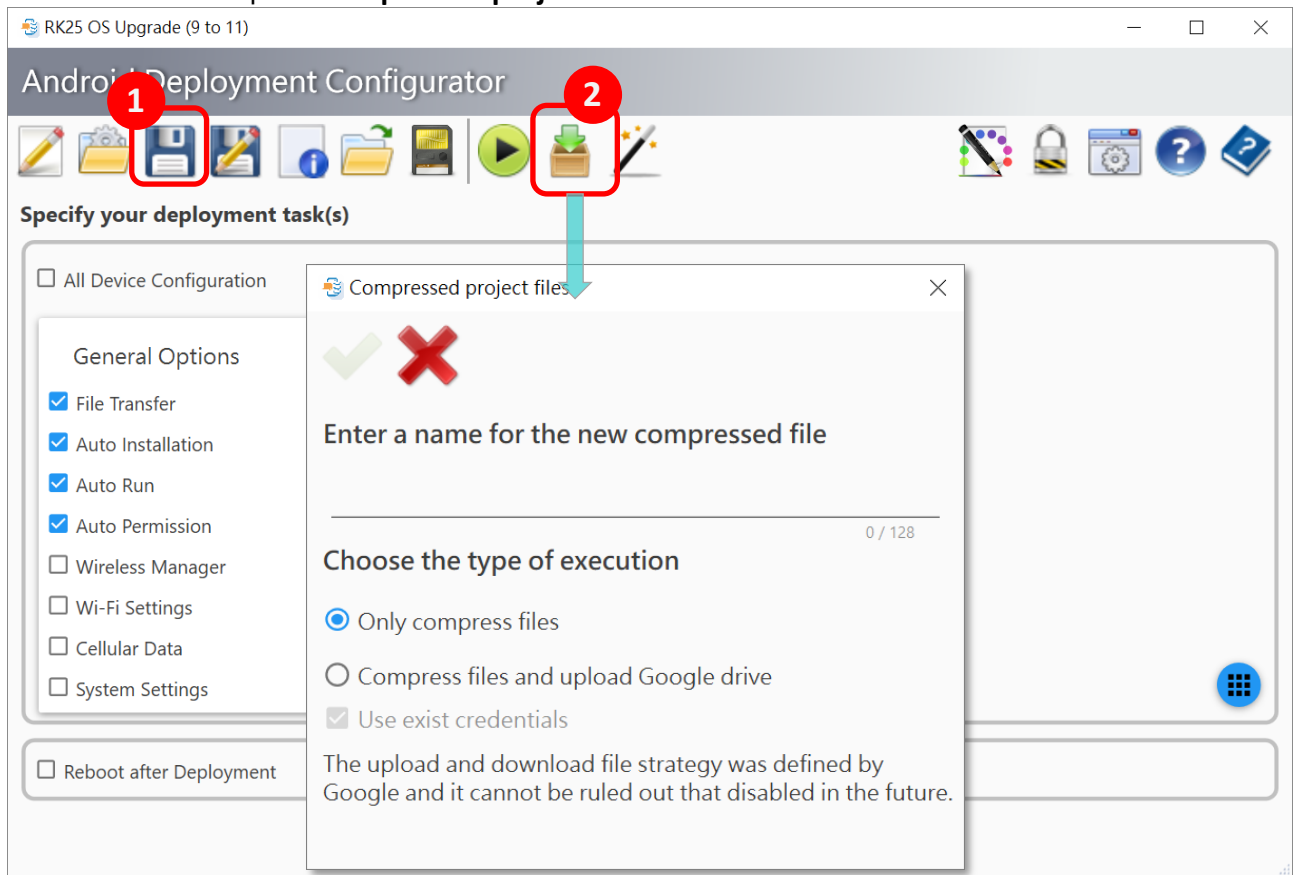 RK25 OS Upgrade (9 to 11)
Android Deployment Configurator
1
2
Specify your deployment task(s)
All Device Configuration
Compressed project files
General Options
File Transfer
Auto Installation
Auto Run
Auto Permission
Wireless Manager
Wi-Fi Settings
Cellular Data
System Settings
Enter a name for the new compressed file
0 / 128
Choose the type of execution
Only compress files
Compress files and upload Google drive
Use exist credentials
The upload and download file strategy was defined by
Google and it cannot be ruled out that disabled in the future.
Reboot after Deployment